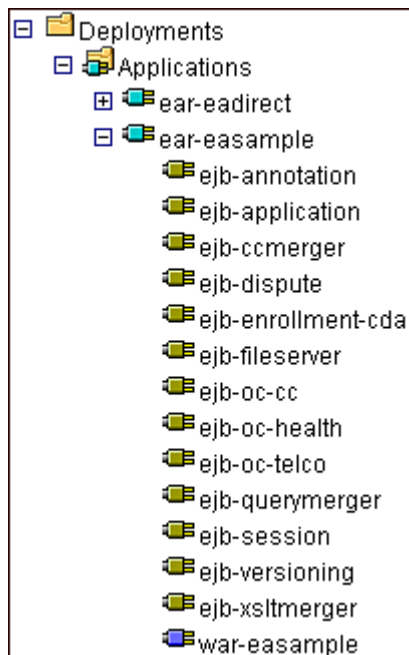 Deployments
Applications
ear-eadirect
ear-easample
ejb-annotation
ejb-application
ejb-ccmerger
ejb-dispute
ejb-enrollment-cda
ejb-fileserver
ejb-oc-cc
ejb-oc-health
ejb-oc-telco
ejb-querymerger
ejb-session
ejb-versioning
ejb-xsltmerger
war-easample